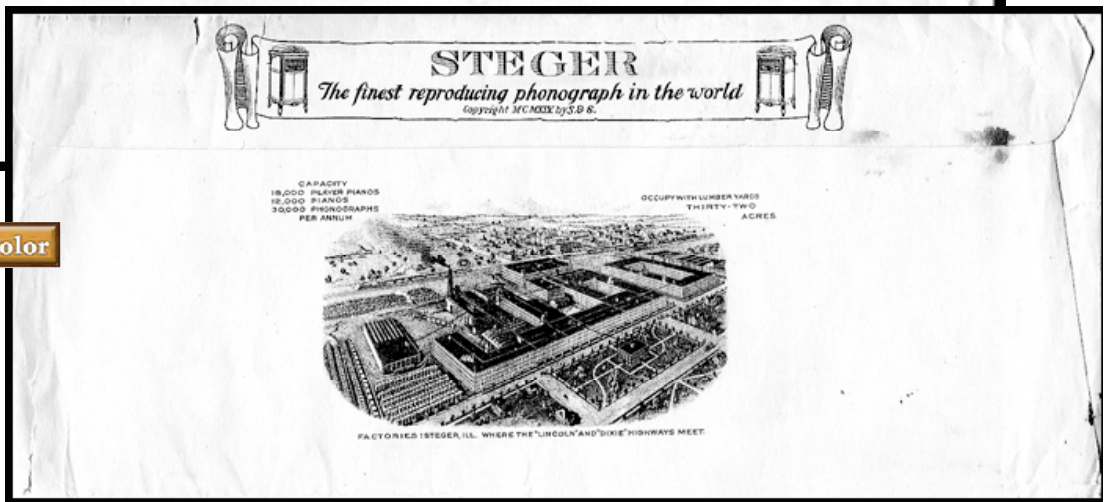 STEGER
The finest reproducing phonograph in the world
Copyright MCMXIX by S.& S.
CAPACITY
18,000 PLAYER PIANOS
12,000 PIANOS
30,000 PHONOGRAPHS
PER ANNUM
OCCUPY WITH LUMBER YARDS
THIRTY-TWO
ACRES
olor
FACTORIES: STEGER, ILL. WHERE THE "LINCOLN" AND "DIXIE" HIGHWAYS MEET.